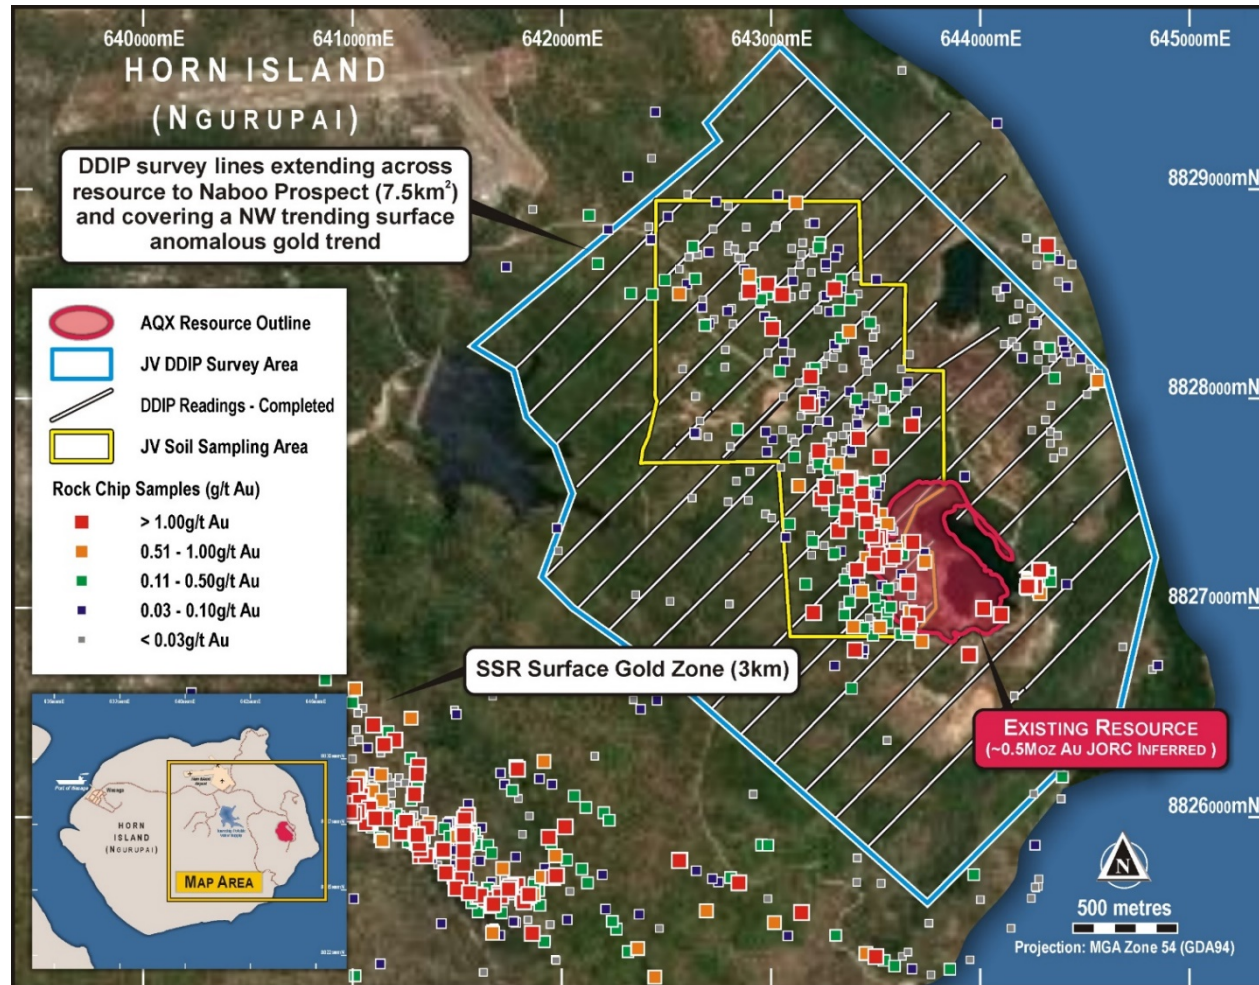 640000mE
641000mE
642000mE
643000mE
644000mE
645000mE
HORN ISLAND
(NGURUPAI)
DDIP survey lines extending across
resource to Naboo Prospect (7.5km²)
and covering a NW trending surface
anomalous gold trend
8829000mN
8828000mN
8827000mN
8826000mN
AQX Resource Outline
JV DDIP Survey Area
DDIP Readings - Completed
JV Soil Sampling Area
Rock Chip Samples (g/t Au)
> 1.00g/t Au
0.51 - 1.00g/t Au
0.11 - 0.50g/t Au
0.03 - 0.10g/t Au
< 0.03g/t Au
SSR Surface Gold Zone (3km)
EXISTING RESOURCE
(~0.5MOZ AU JORC INFERRED )
HORN
ISLAND
(NGURUPAI)
MAP AREA
N
500 metres
Projection: MGA Zone 54 (GDA94)